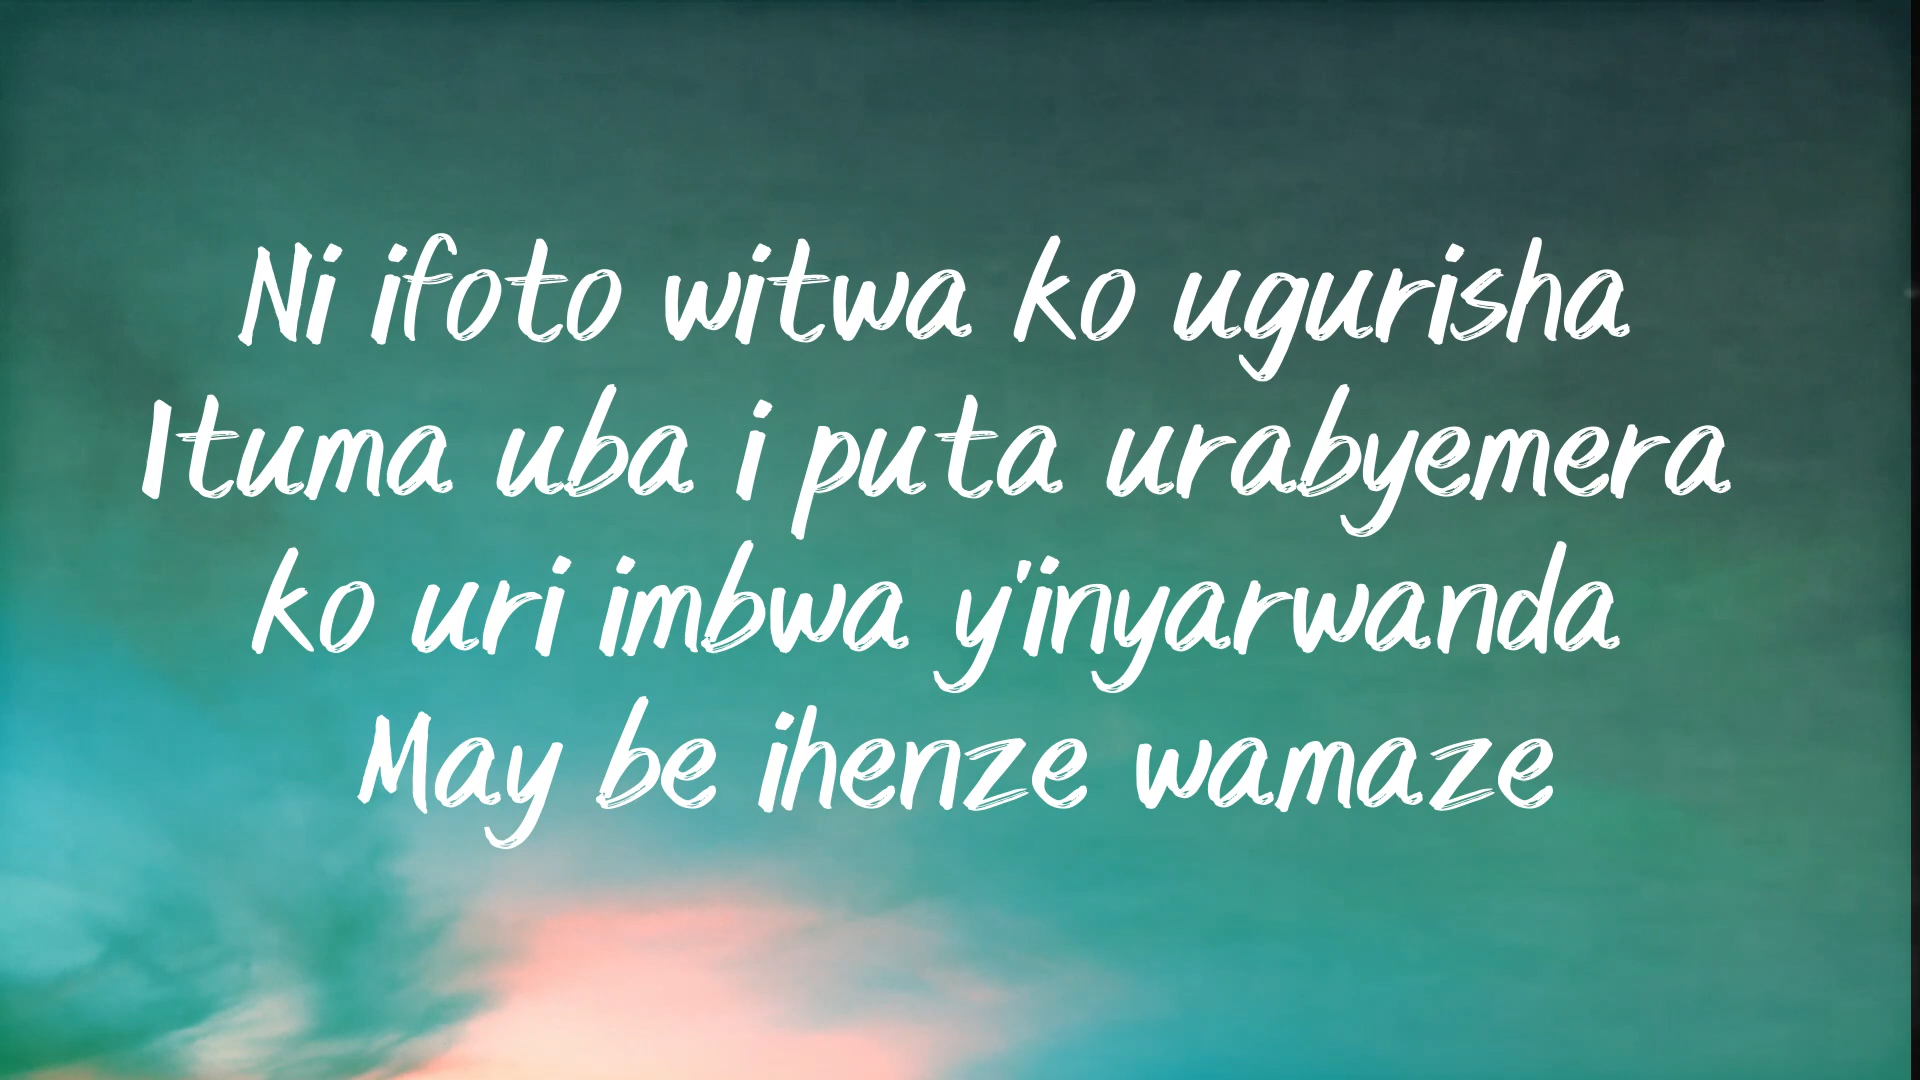 Ni ifoto witwa ko ugurisha
Ituma uba i puta urabyemera
ko uri imbwa y'inyarwanda
May be ihenze wamaze